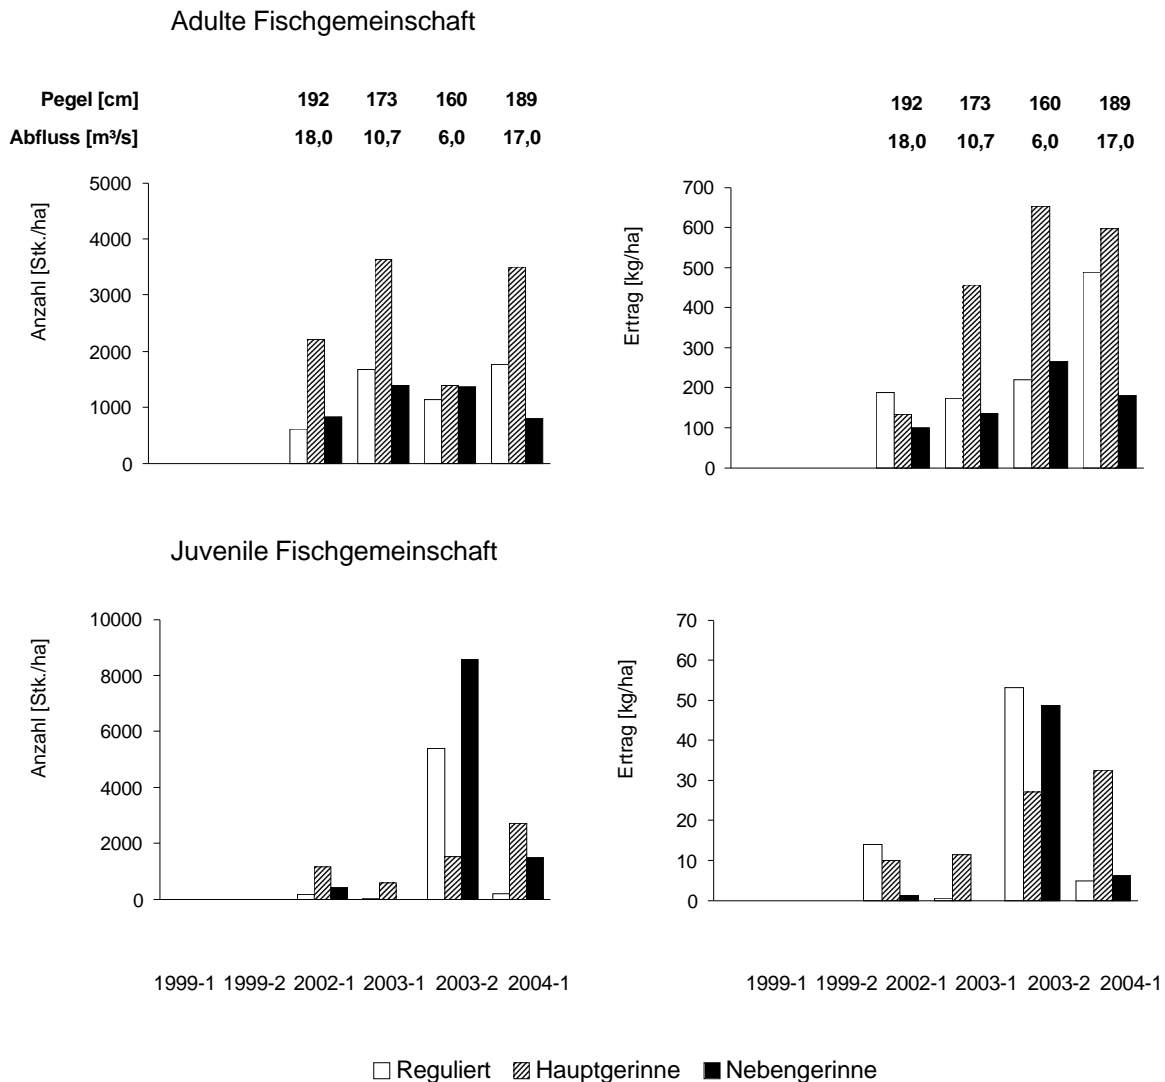 Adulte Fischgemeinschaft
Pegel [cm] 192 173 160 189
Abfluss [m³/s] 18,0 10,7 6,0 17,0
192 173 160 189
18,0 10,7 6,0 17,0
Anzahl [Stk./ha]
5000
4000
3000
2000
1000
0
Ertrag [kg/ha]
700
600
500
400
300
200
100
0
Juvenile Fischgemeinschaft
Anzahl [Stk./ha]
10000
8000
6000
4000
2000
0
Ertrag [kg/ha]
70
60
50
40
30
20
10
0
1999-1 1999-2 2002-1 2003-1 2003-2 2004-1
1999-1 1999-2 2002-1 2003-1 2003-2 2004-1
Reguliert Hauptgerinne Nebengerinne